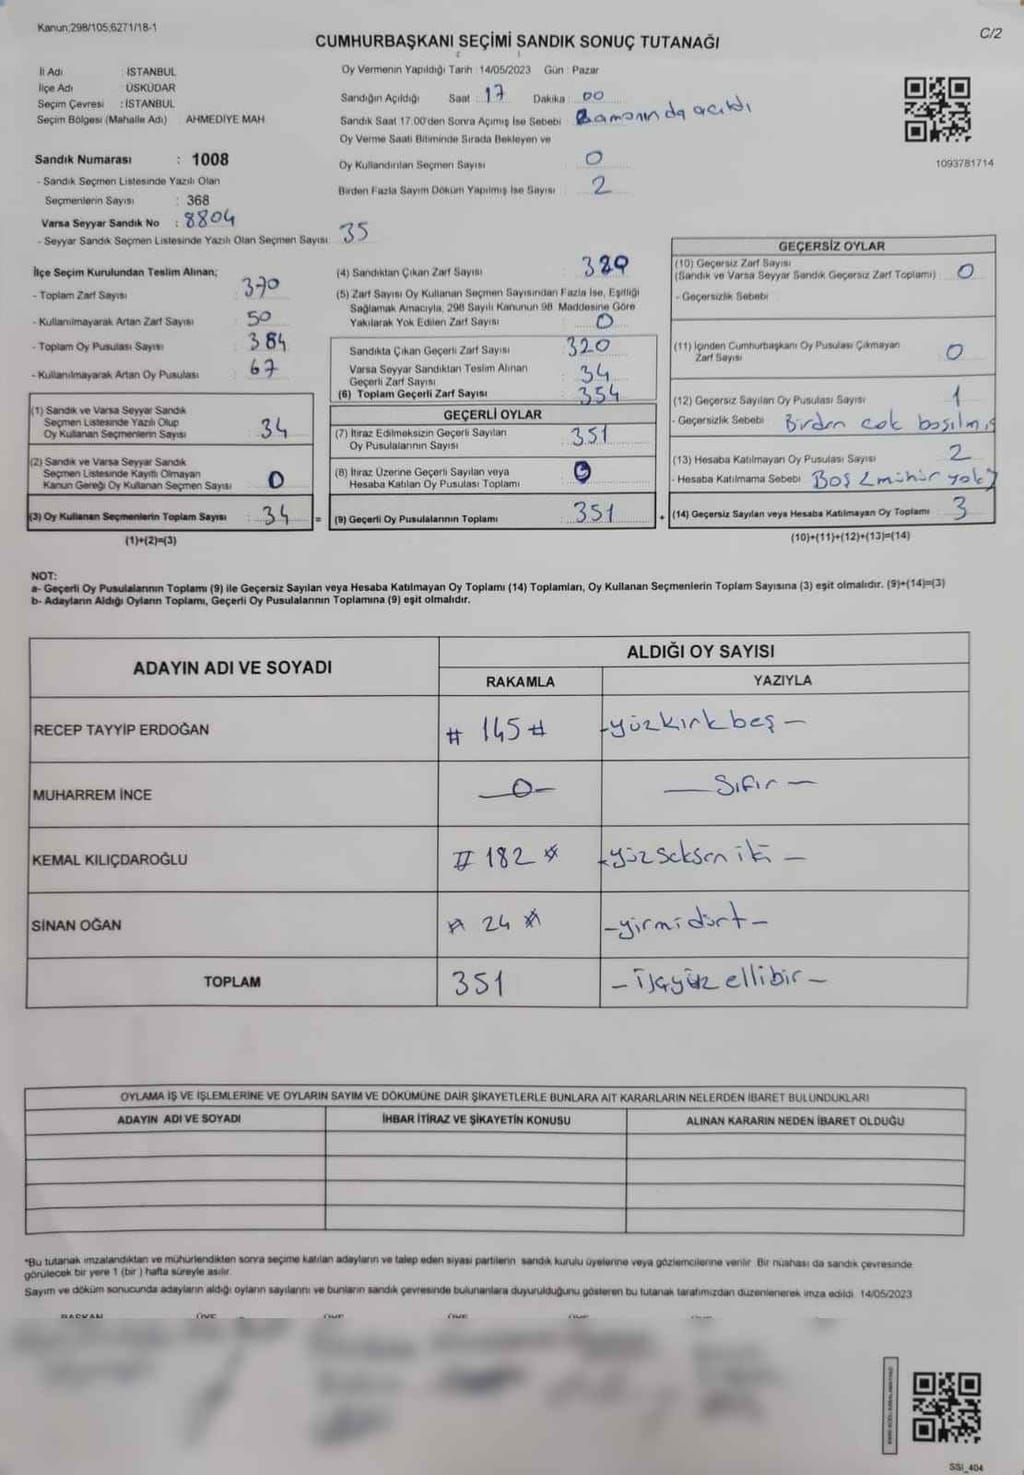 Kanun;298/105;6271/18-1
C/2
CUMHURBAŞKANI SEÇİMİ SANDIK SONUÇ TUTANAĞI
İl Adı : İSTANBUL
İlçe Adı : ÜSKÜDAR
Seçim Çevresi : İSTANBUL
Seçim Bölgesi (Mahalle Adı) AHMEDİYE MAH
Sandık Numarası : 1008
- Sandık Seçmen Listesinde Yazılı Olan
Seçmenlerin Sayısı : 368
Varsa Seyyar Sandık No : 8804
- Seyyar Sandık Seçmen Listesinde Yazılı Olan Seçmen Sayısı 35
Oy Vermenin Yapıldığı Tarih : 14/05/2023 Gün : Pazar
Sandığın Açıldığı Saat 17 Dakika : 00
Sandık Saat 17.00'den Sonra Açımış İse Sebebi : Zamanında açıldı
Oy Verme Saati Bitiminde Sırada Bekleyen ve
Oy Kullandırılan Seçmen Sayısı 0
Birden Fazla Sayım Döküm Yapılmış İse Sayısı 2
1093781714
İlçe Seçim Kurulundan Teslim Alınan;
- Toplam Zarf Sayısı 370
- Kullanılmayarak Artan Zarf Sayısı 50
- Toplam Oy Pusulası Sayısı 384
- Kullanılmayarak Artan Oy Pusulası 67
(1) Sandık ve Varsa Seyyar Sandık
Seçmen Listesinde Yazılı Olup
Oy Kullanan Seçmenlerin Sayısı 34
(2) Sandık ve Varsa Seyyar Sandık
Seçmen Listesinde Kayıtlı Olmayan
Kanun Gereği Oy Kullanan Seçmen Sayısı 0
(3) Oy Kullanan Seçmenlerin Toplam Sayısı 34 =
(1)+(2)=(3)
(4) Sandıktan Çıkan Zarf Sayısı 320
(5) Zarf Sayısı Oy Kullanan Seçmen Sayısından Fazla İse, Eşitliği
Sağlamak Amacıyla, 298 Sayılı Kanunun 98. Maddesine Göre
Yakılarak Yok Edilen Zarf Sayısı 0
Sandıkta Çıkan Geçerli Zarf Sayısı 320
Varsa Seyyar Sandıktan Teslim Alınan
Geçerli Zarf Sayısı 34
(6) Toplam Geçerli Zarf Sayısı 354
GEÇERLİ OYLAR
(7) İtiraz Edilmeksizin Geçerli Sayılan
Oy Pusulalarının Sayısı 351
(8) İtiraz Üzerine Geçerli Sayılan veya
Hesaba Katılan Oy Pusulası Toplamı
(9) Geçerli Oy Pusulalarının Toplamı 351 +
GEÇERSİZ OYLAR
(10) Geçersiz Zarf Sayısı
(Sandık ve Varsa Seyyar Sandık Geçersiz Zarf Toplamı) 0
- Geçersizlik Sebebi
(11) İçinden Cumhurbaşkanı Oy Pusulası Çıkmayan
Zarf Sayısı 0
(12) Geçersiz Sayılan Oy Pusulası Sayısı 1
- Geçersizlik Sebebi Birden çok basılmış
(13) Hesaba Katılmayan Oy Pusulası Sayısı 2
- Hesaba Katılmama Sebebi Boş (mühür yok)
(14) Geçersiz Sayılan veya Hesaba Katılmayan Oy Toplamı 3
(10)+(11)+(12)+(13)=(14)
NOT:
a- Geçerli Oy Pusulalarının Toplamı (9) ile Geçersiz Sayılan veya Hesaba Katılmayan Oy Toplamı (14) Toplamları, Oy Kullanan Seçmenlerin Toplam Sayısına (3) eşit olmalıdır. (9)+(14)=(3)
b- Adayların Aldığı Oyların Toplamı, Geçerli Oy Pusulalarının Toplamına (9) eşit olmalıdır.
ADAYIN ADI VE SOYADI
ALDIĞI OY SAYISI
RAKAMLA YAZIYLA
RECEP TAYYİP ERDOĞAN # 145 # - yüzkırkbeş -
MUHARREM İNCE - 0 - - Sıfır -
KEMAL KILIÇDAROĞLU # 182 # - yüzseksen iki -
SİNAN OĞAN # 24 # - yirmidört -
TOPLAM 351 - üçyüz ellibir -
OYLAMA İŞ VE İŞLEMLERİNE VE OYLARIN SAYIM VE DÖKÜMÜNE DAİR ŞİKAYETLERLE BUNLARA AİT KARARLARIN NELERDEN İBARET BULUNDUKLARI
ADAYIN ADI VE SOYADI İHBAR İTİRAZ VE ŞİKAYETİN KONUSU ALINAN KARARIN NEDEN İBARET OLDUĞU
*Bu tutanak imzalandıktan ve mühürlendikten sonra seçime katılan adayların ve talep eden siyasi partilerin sandık kurulu üyelerine veya gözlemcilerine verilir. Bir nüshası da sandık çevresinde
görülecek bir yere 1 (bir ) hafta süreyle asılır.
Sayım ve döküm sonucunda adayların aldığı oyların sayılarını ve bunların sandık çevresinde bulunanlara duyurulduğunu gösteren bu tutanak tarafımızdan düzenlenerek imza edildi. 14/05/2023
BAŞKAN ÜYE ÜYE ÜYE ÜYE ÜYE
SSI_404